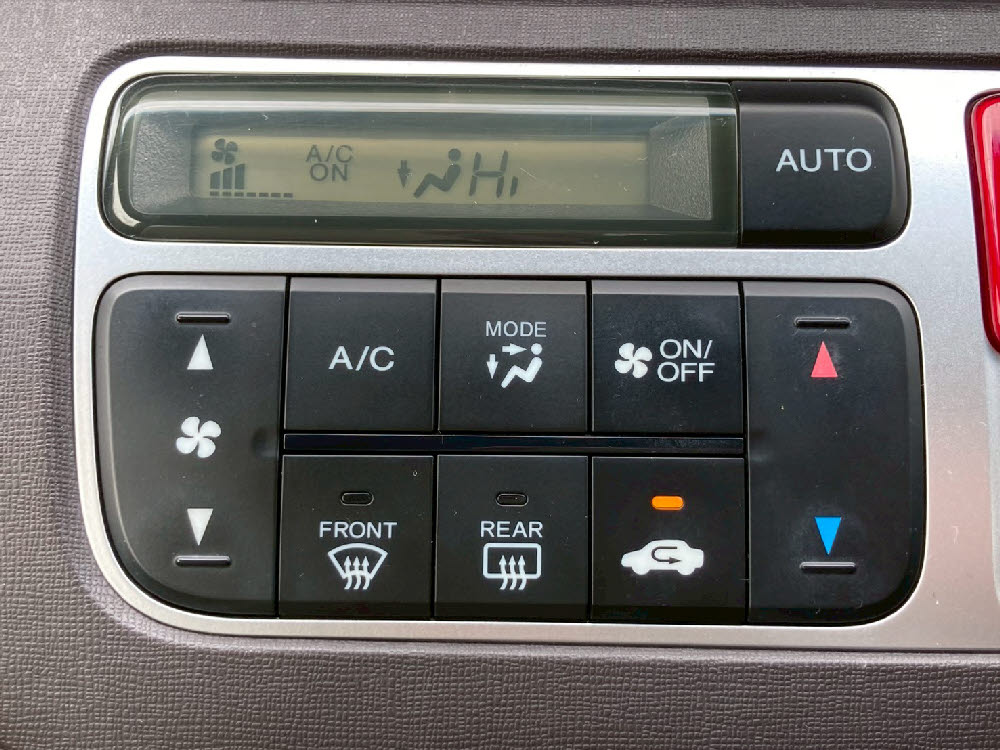 A/C
ON
Hi
AUTO
A/C
MODE
ON/
OFF
FRONT
REAR